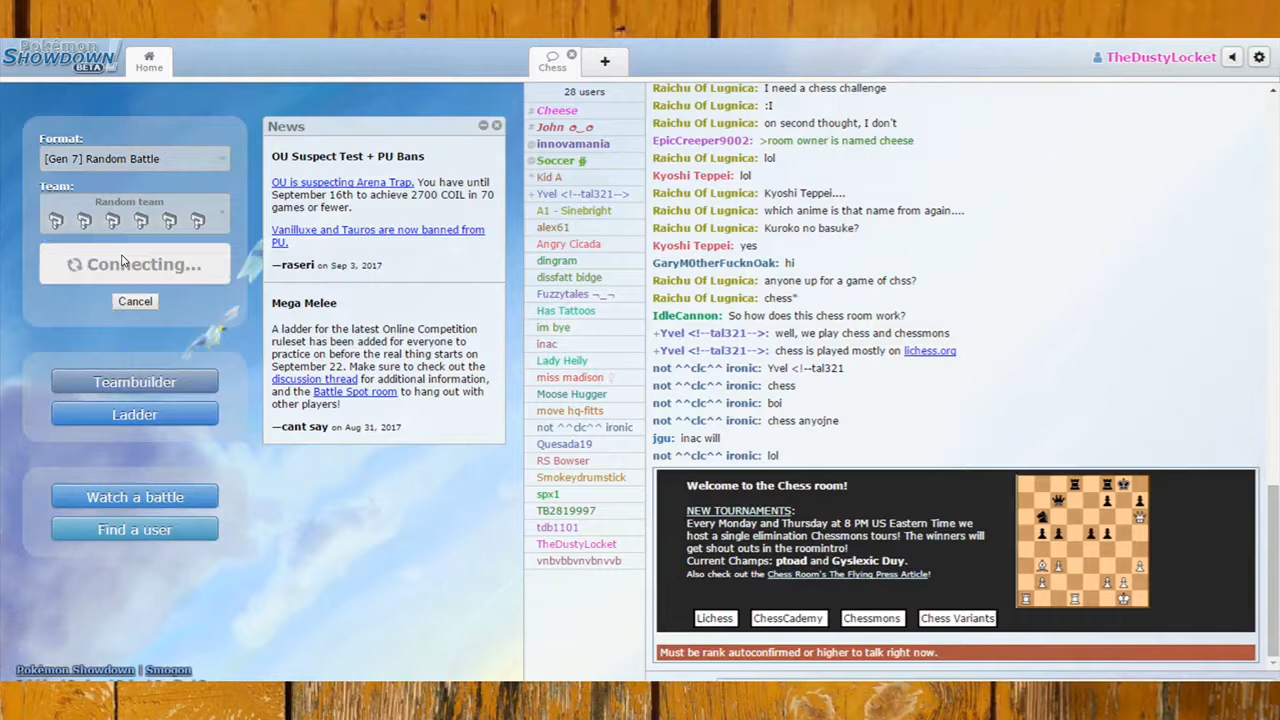 Pokémon
SHOWDOWN
BETA
Home
Chess
+
TheDustyLocket
Format:
[Gen 7] Random Battle
Team:
Random team
Connecting...
Cancel
Teambuilder
Ladder
Watch a battle
Find a user
Pokémon Showdown | Smogon
News
OU Suspect Test + PU Bans
OU is suspecting Arena Trap. You have until
September 16th to achieve 2700 COIL in 70
games or fewer.
Vanilluxe and Tauros are now banned from
PU.
—raseri on Sep 3, 2017
Mega Melee
A ladder for the latest Online Competition
ruleset has been added for everyone to
practice on before the real thing starts on
September 22. Make sure to check out the
discussion thread for additional information,
and the Battle Spot room to hang out with
other players!
—cant say on Aug 31, 2017
28 users
#Cheese
#John σ_σ
@innovamania
@Soccer
%Kid A
+Yvel <!--tal321-->
A1 - Sinebright
alex61
Angry Cicada
dingram
dissfatt bidge
Fuzzytales ¬_¬
Has Tattoos
im bye
inac
Lady Heily
miss madison
Moose Hugger
move hq-fitts
not ^^clc^^ ironic
Quesada19
RS Bowser
Smokeydrumstick
spx1
TB2819997
tdb1101
TheDustyLocket
vnbvbbvnvbnvvb
Raichu Of Lugnica: I need a chess challenge
Raichu Of Lugnica: :I
Raichu Of Lugnica: on second thought, I don't
EpicCreeper9002: >room owner is named cheese
Raichu Of Lugnica: lol
Kyoshi Teppei: lol
Raichu Of Lugnica: Kyoshi Teppei....
Raichu Of Lugnica: which anime is that name from again....
Raichu Of Lugnica: Kuroko no basuke?
Kyoshi Teppei: yes
GaryM0therFucknOak: hi
Raichu Of Lugnica: anyone up for a game of chss?
Raichu Of Lugnica: chess*
IdleCannon: So how does this chess room work?
+Yvel <!--tal321-->: well, we play chess and chessmons
+Yvel <!--tal321-->: chess is played mostly on lichess.org
not ^^clc^^ ironic: Yvel <!--tal321
not ^^clc^^ ironic: chess
not ^^clc^^ ironic: boi
not ^^clc^^ ironic: chess anyojne
jgu: inac will
not ^^clc^^ ironic: lol
Welcome to the Chess room!
NEW TOURNAMENTS:
Every Monday and Thursday at 8 PM US Eastern Time we
host a single elimination Chessmons tours! The winners will
get shout outs in the roomintro!
Current Champs: ptoad and Gyslexic Duy.
Also check out the Chess Room's The Flying Press Article!
Lichess
ChessCademy
Chessmons
Chess Variants
Must be rank autoconfirmed or higher to talk right now.